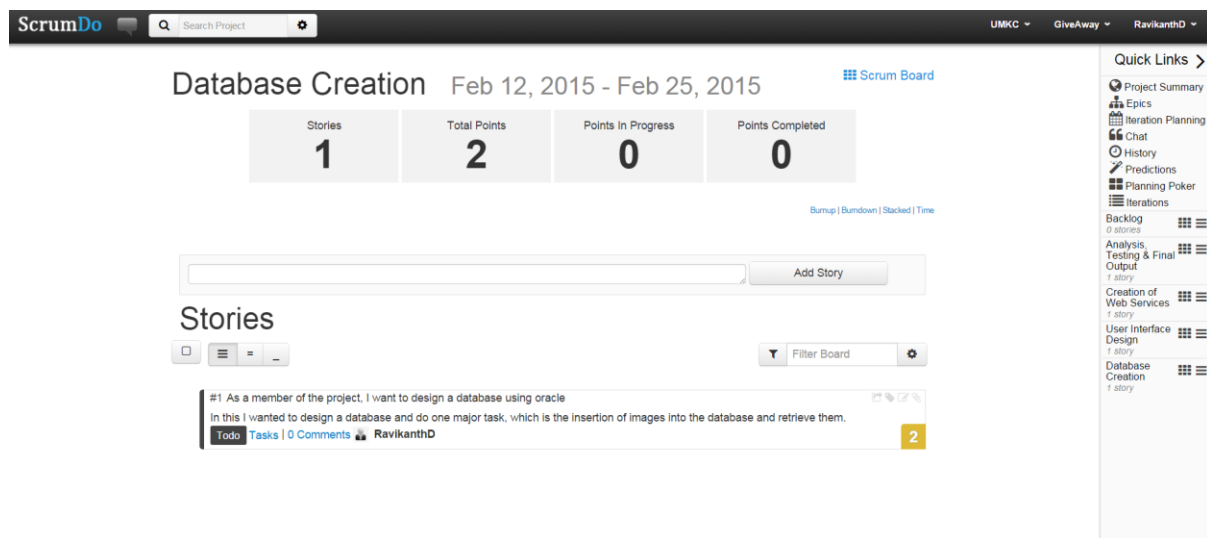 ScrumDo Search Project UMKC GiveAway RavikanthD
Database Creation Feb 12, 2015 - Feb 25, 2015
Scrum Board
Stories Total Points Points In Progress Points Completed
1 2 0 0
Burnup | Burndown | Stacked | Time
Add Story
Stories
Filter Board
#1 As a member of the project, I want to design a database using oracle
In this I wanted to design a database and do one major task, which is the insertion of images into the database and retrieve them.
Todo Tasks | 0 Comments RavikanthD
2
Quick Links
Project Summary
Epics
Iteration Planning
Chat
History
Predictions
Planning Poker
Iterations
Backlog
0 stories
Analysis,
Testing & Final
Output
1 story
Creation of
Web Services
1 story
User Interface
Design
1 story
Database
Creation
1 story